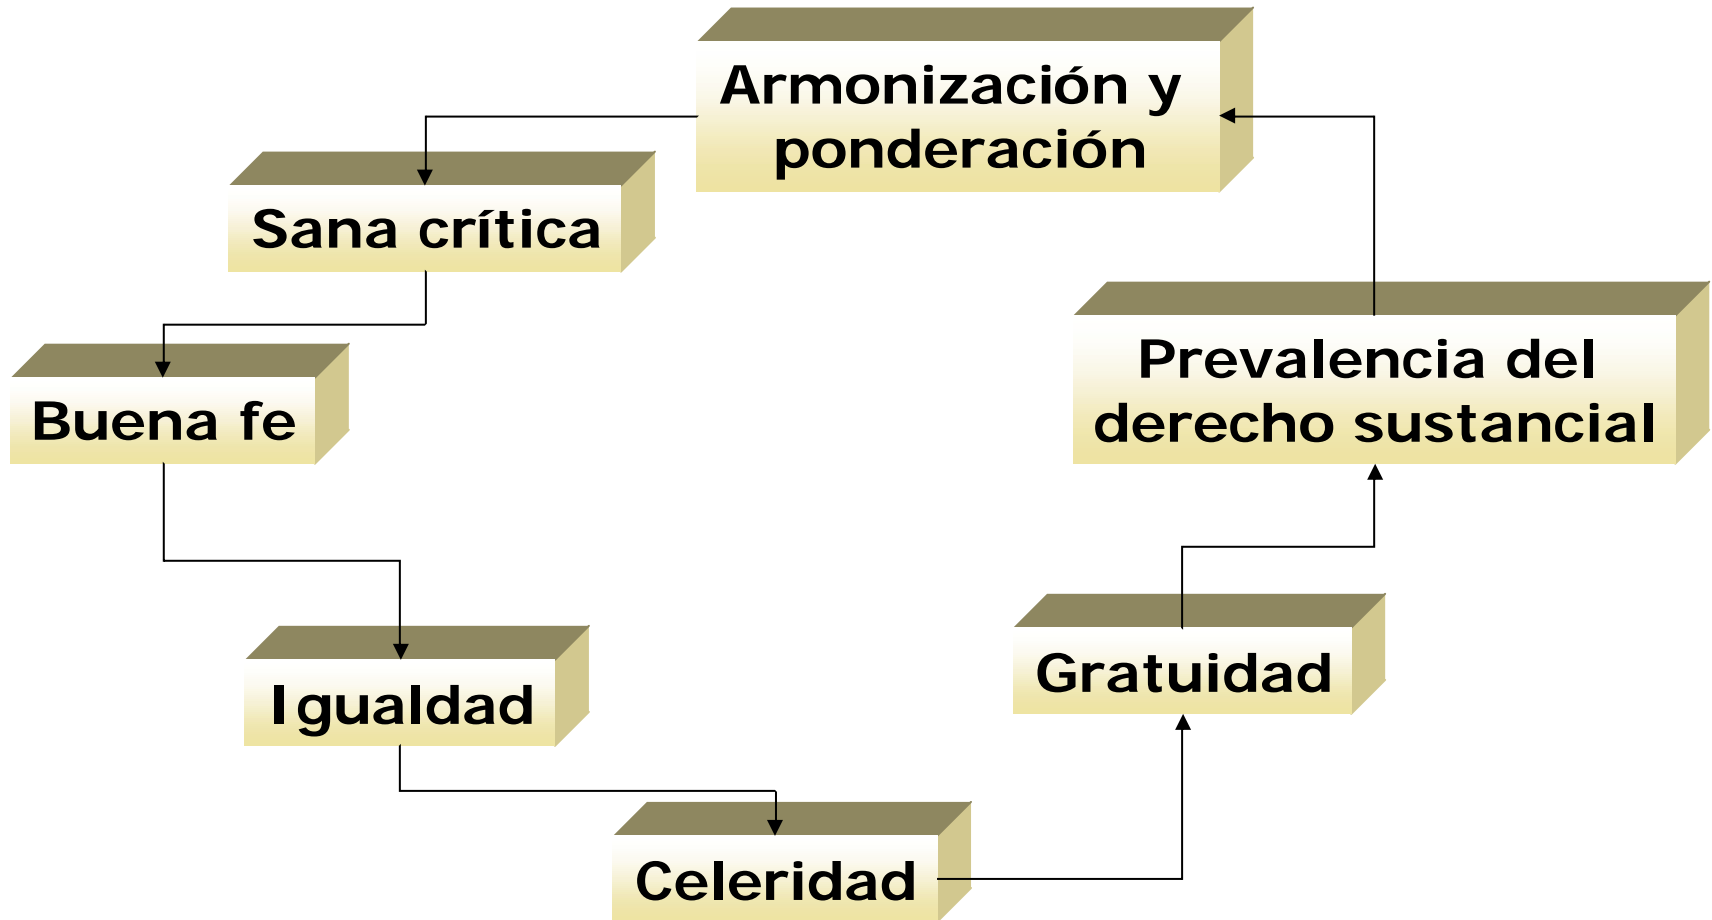 Armonización y
ponderación
Sana crítica
Prevalencia del
derecho sustancial
Buena fe
Gratuidad
Igualdad
Celeridad